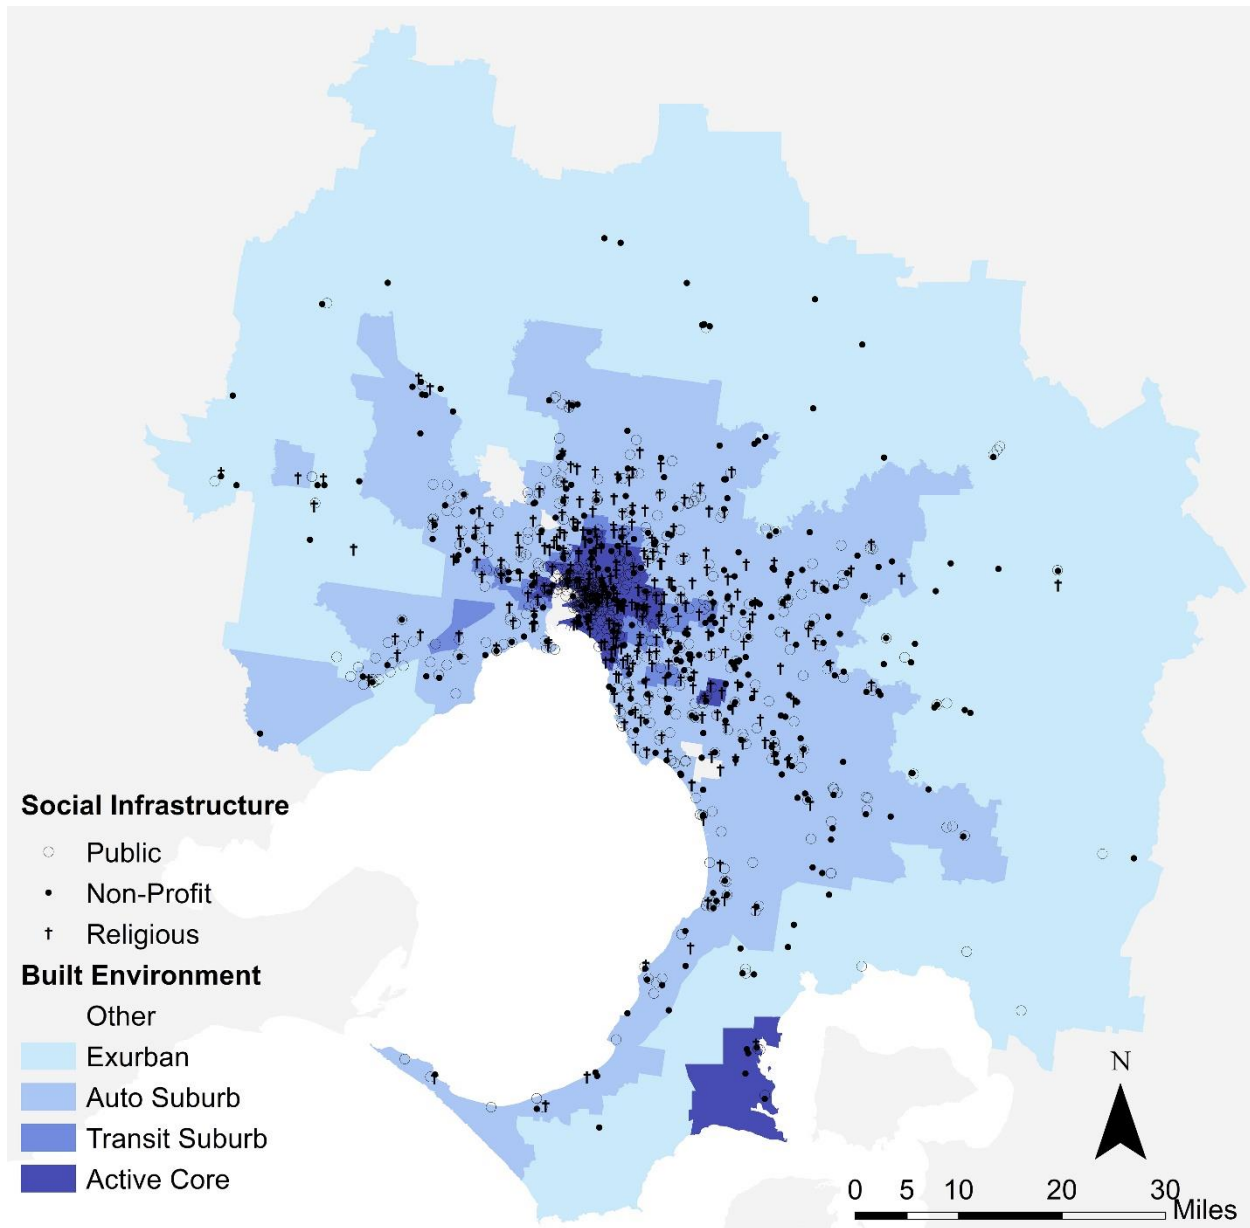 Social Infrastructure
Public
Non-Profit
Religious
Built Environment
Other
Exurban
Auto Suburb
Transit Suburb
Active Core
N
0 5 10 20 30
Miles